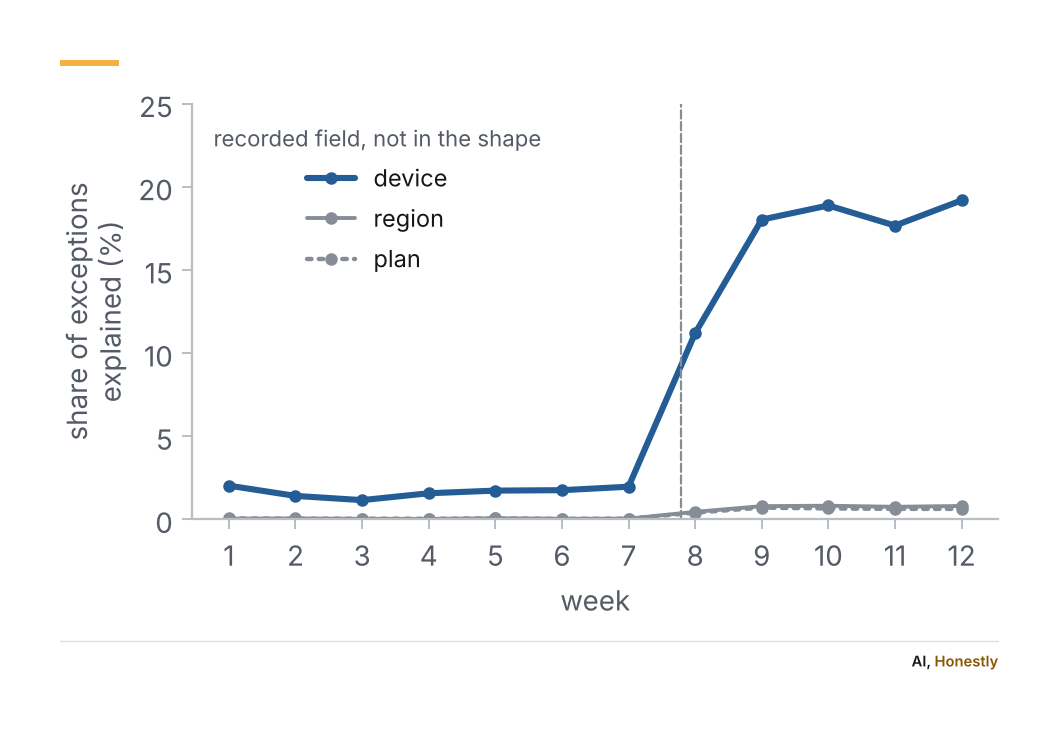 25
recorded field, not in the shape
device
region
plan
20
15
10
5
0
share of exceptions
explained (%)
1 2 3 4 5 6 7 8 9 10 11 12
week
AI, Honestly